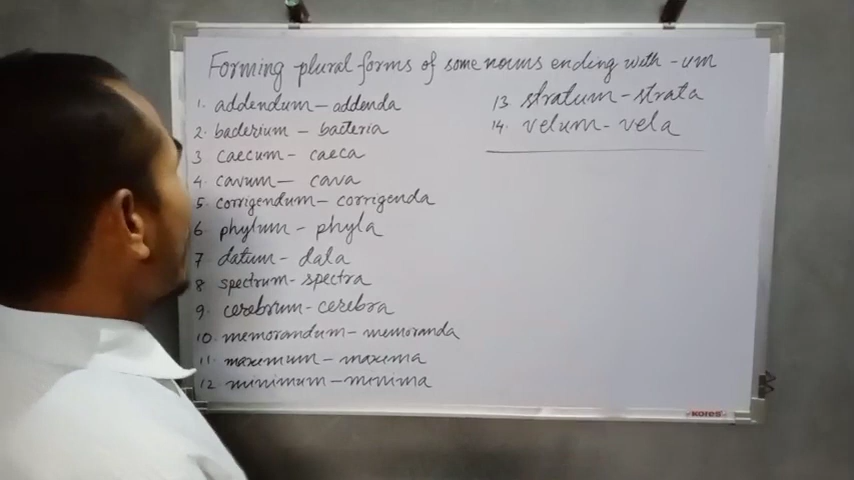 Forming plural forms of some nouns ending with -um
1. addendum - addenda
2. bacterium - bacteria
3 caecum - caeca
4 cavum - cava
5 corrigendum - corrigenda
6 phylum - phyla
7 datum - data
8 spectrum - spectra
9. cerebrum - cerebra
10. memorandum - memoranda
11. maximum - maxima
12. minimum - minima
13. stratum - strata
14. velum - vela
kores